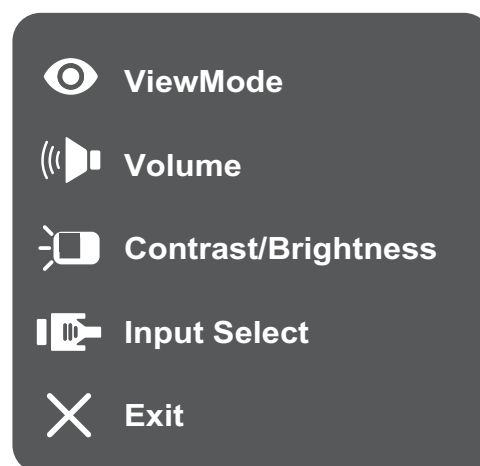 ViewMode
Volume
Contrast/Brightness
Input Select
Exit